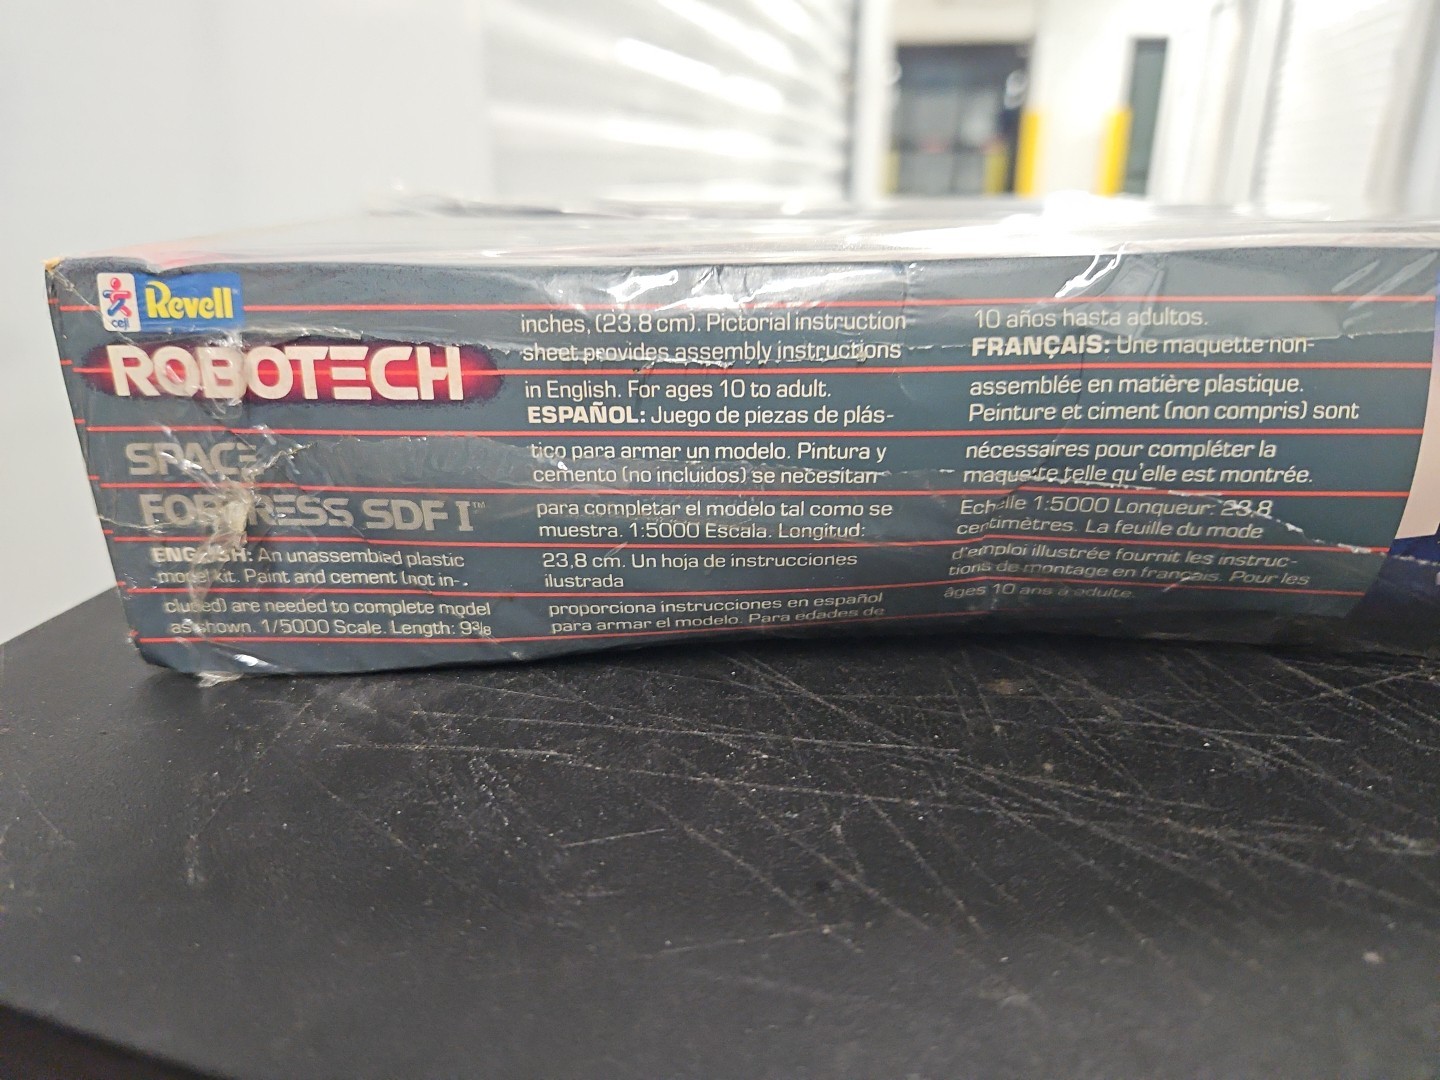 ceji
Revell
ROBOTECH
SPACE
FORTRESS SDF I™
ENGLISH: An unassembled plastic
model kit. Paint and cement (not in-
cluded) are needed to complete model
as shown. 1/5000 Scale. Length: 9 3/8
inches, (23.8 cm). Pictorial instruction
sheet provides assembly instructions
in English. For ages 10 to adult.
ESPAÑOL: Juego de piezas de plás-
tico para armar un modelo. Pintura y
cemento (no incluidos) se necesitan
para completar el modelo tal como se
muestra. 1:5000 Escala. Longitud:
23,8 cm. Un hoja de instrucciones
ilustrada
proporciona instrucciones en español
para armar el modelo. Para edades de
10 años hasta adultos.
FRANÇAIS: Une maquette non-
assemblée en matière plastique.
Peinture et ciment (non compris) sont
nécessaires pour compléter la
maquette telle qu'elle est montrée.
Echelle 1:5000 Lonqueur: 23,8
centimètres. La feuille du mode
d'emploi illustrée fournit les instruc-
tions de montage en français. Pour les
âges 10 ans à adulte.